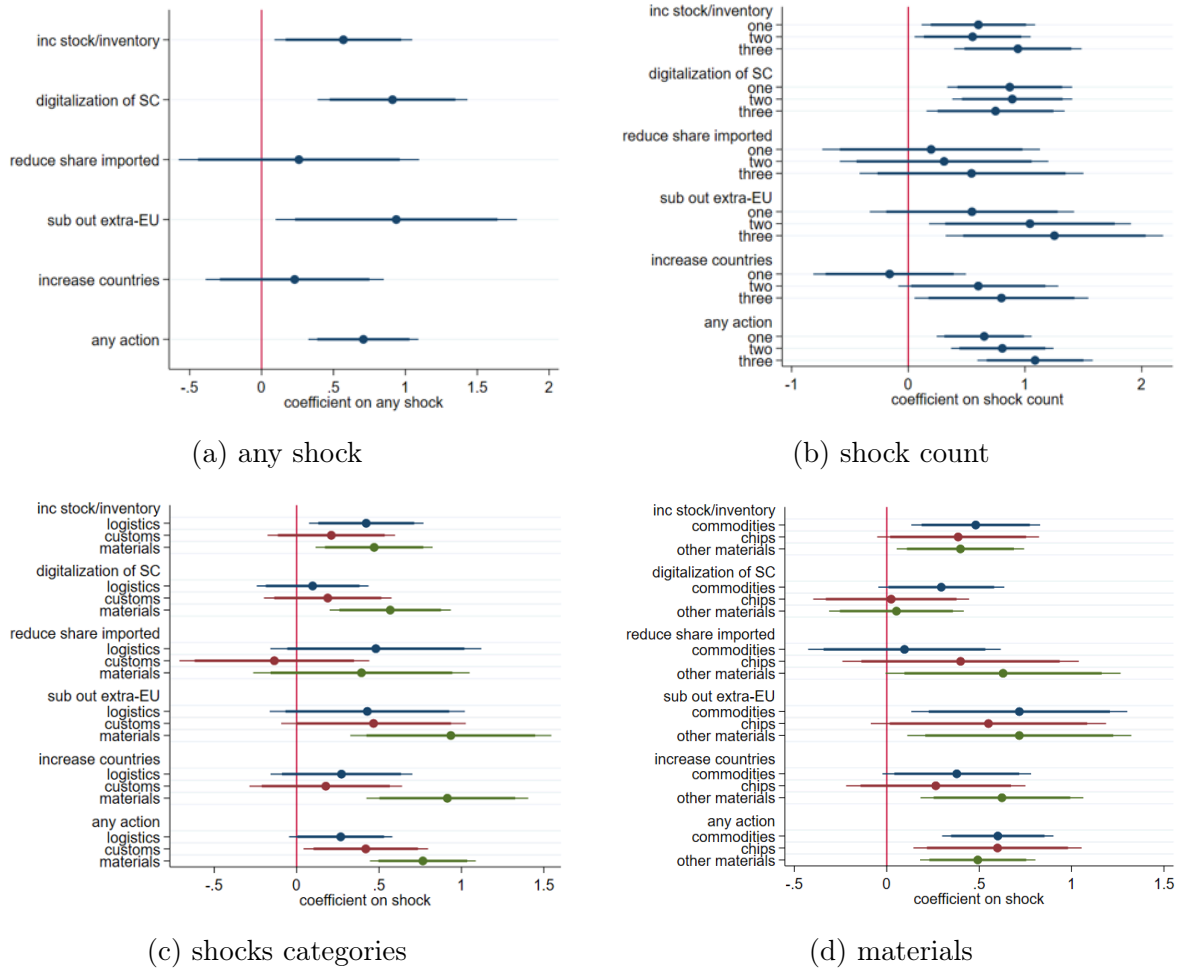 inc stock/inventory
digitalization of SC
reduce share imported
sub out extra-EU
increase countries
any action
-.5 0 .5 1 1.5 2
coefficient on any shock
(a) any shock
inc stock/inventory
one
two
three
digitalization of SC
one
two
three
reduce share imported
one
two
three
sub out extra-EU
one
two
three
increase countries
one
two
three
any action
one
two
three
-1 0 1 2
coefficient on shock count
(b) shock count
inc stock/inventory
logistics
customs
materials
digitalization of SC
logistics
customs
materials
reduce share imported
logistics
customs
materials
sub out extra-EU
logistics
customs
materials
increase countries
logistics
customs
materials
any action
logistics
customs
materials
-.5 0 .5 1 1.5
coefficient on shock
(c) shocks categories
inc stock/inventory
commodities
chips
other materials
digitalization of SC
commodities
chips
other materials
reduce share imported
commodities
chips
other materials
sub out extra-EU
commodities
chips
other materials
increase countries
commodities
chips
other materials
any action
commodities
chips
other materials
-.5 0 .5 1 1.5
coefficient on shock
(d) materials